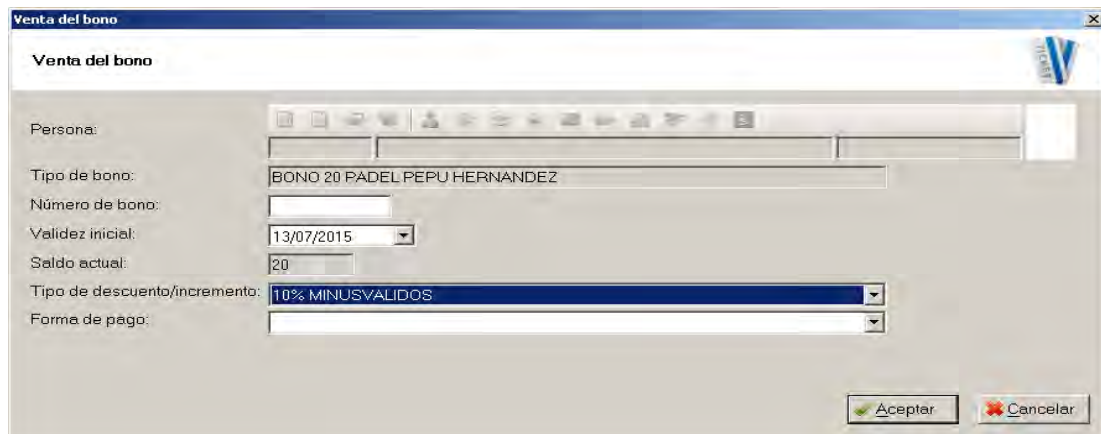 Venta del bono
Venta del bono
TICKET
Persona:
Tipo de bono: BONO 20 PADEL PEPU HERNANDEZ
Número de bono:
Validez inicial: 13/07/2015
Saldo actual: 20
Tipo de descuento/incremento: 10% MINUSVALIDOS
Forma de pago:
Aceptar Cancelar